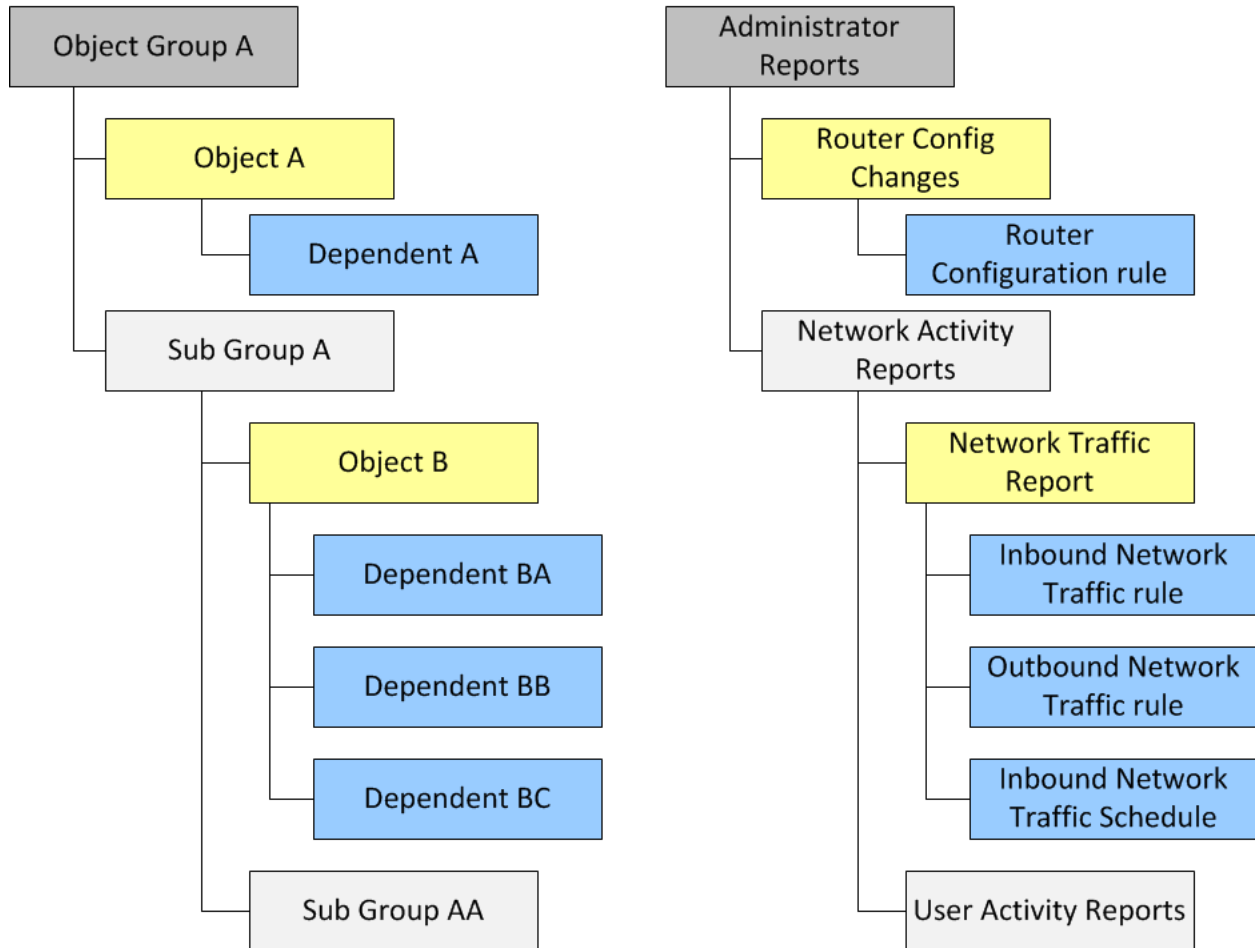 Object Group A
Object A
Dependent A
Sub Group A
Object B
Dependent BA
Dependent BB
Dependent BC
Sub Group AA
Administrator
Reports
Router Config
Changes
Router
Configuration rule
Network Activity
Reports
Network Traffic
Report
Inbound Network
Traffic rule
Outbound Network
Traffic rule
Inbound Network
Traffic Schedule
User Activity Reports